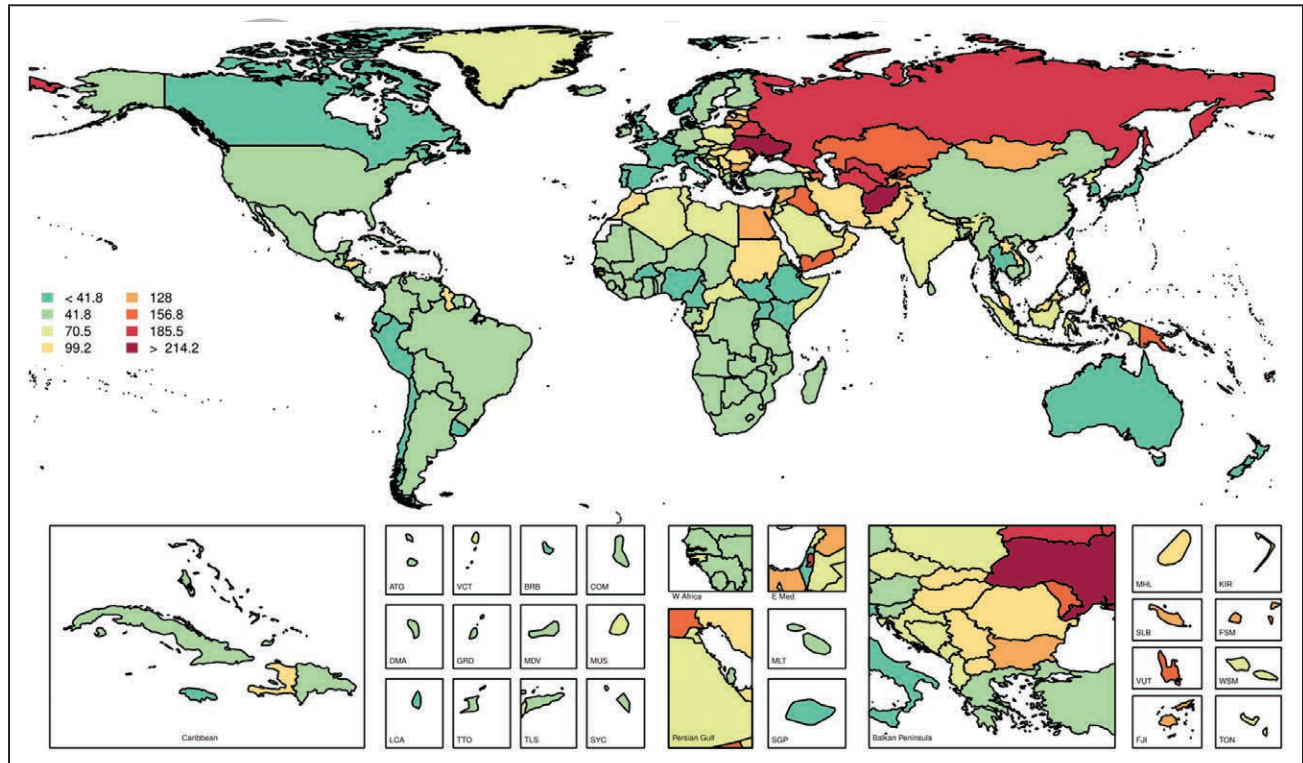 < 41.8 128
41.8 156.8
70.5 185.5
99.2 > 214.2
Caribbean
ATG VCT BRB COM
DMA GRD MDV MUS
LCA TTO TLS SYC
W Africa E Med.
Persian Gulf MLT
SGP
Balkan Peninsula
MHL KIR
SLB FSM
VUT WSM
FJI TON